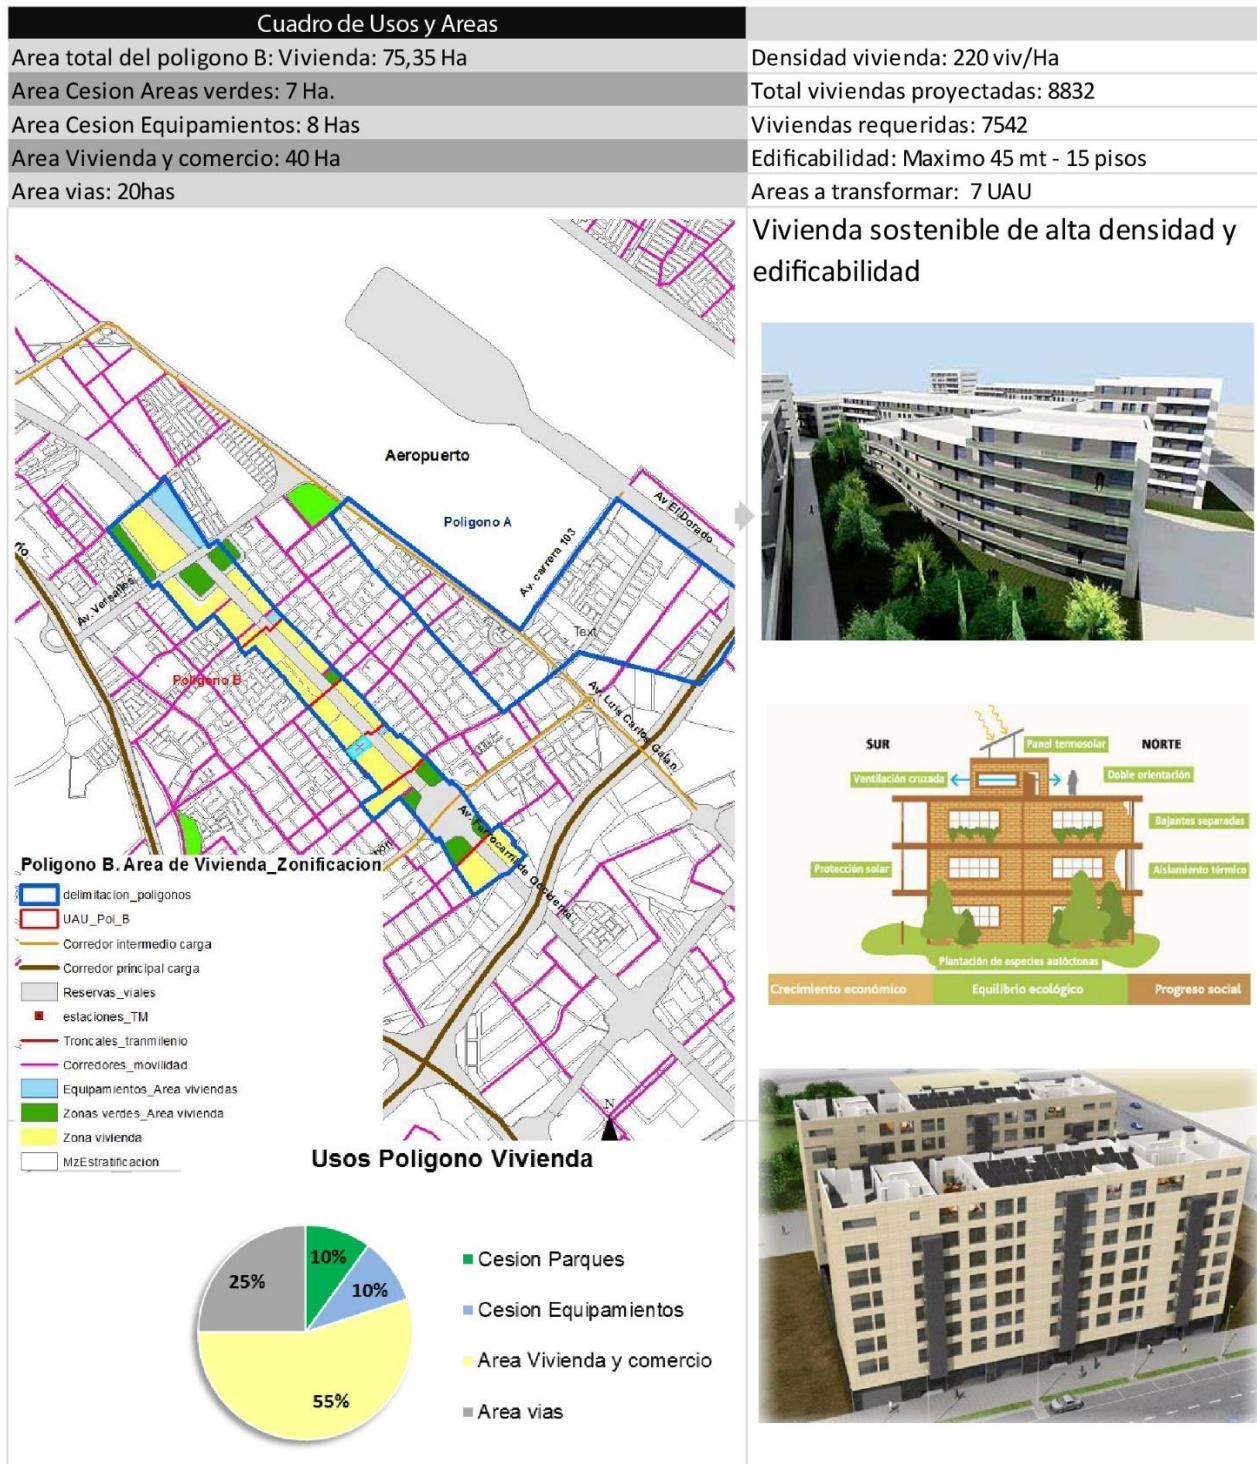 Cuadro de Usos y Areas
Area total del poligono B: Vivienda: 75,35 Ha
Densidad vivienda: 220 viv/Ha
Area Cesion Areas verdes: 7 Ha.
Total viviendas proyectadas: 8832
Area Cesion Equipamientos: 8 Has
Viviendas requeridas: 7542
Area Vivienda y comercio: 40 Ha
Edificabilidad: Maximo 45 mt - 15 pisos
Area vias: 20has
Areas a transformar: 7 UAU
Vivienda sostenible de alta densidad y
edificabilidad
Aeropuerto
Poligono A
Av El Dorado
Av. carrera 103
Text
Av. Versalles
Poligono B
Av. Luis Carlos Galan
Av. Ferrocarril de Occidente
Poligono B. Area de Vivienda_Zonificacion
delimitacion_poligonos
UAU_Pol_B
Corredor intermedio carga
Corredor principal carga
Reservas_viales
estaciones_TM
Troncales_tranmilenio
Corredores_movilidad
Equipamientos_Area viviendas
Zonas verdes_Area vivienda
Zona vivienda
MzEstratificacion
N
SUR
Panel termosolar
NORTE
Ventilación cruzada
Doble orientación
Bajantes separadas
Protección solar
Aislamiento térmico
Plantación de especies autóctonas
Crecimiento económico
Equilibrio ecológico
Progreso social
Usos Poligono Vivienda
10%
10%
25%
55%
Cesion Parques
Cesion Equipamientos
Area Vivienda y comercio
Area vias